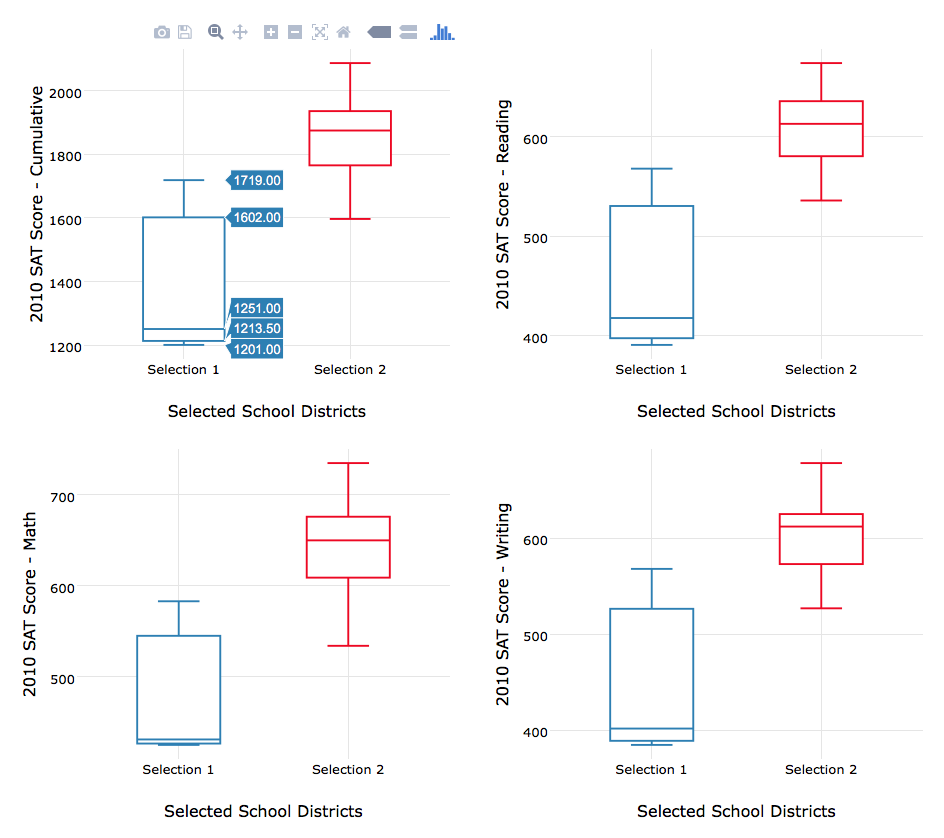 2010 SAT Score - Cumulative
2000
1800
1600
1400
1200
1719.00
1602.00
1251.00
1213.50
1201.00
Selection 1
Selection 2
Selected School Districts
2010 SAT Score - Reading
600
500
400
Selection 1
Selection 2
Selected School Districts
2010 SAT Score - Math
700
600
500
Selection 1
Selection 2
Selected School Districts
2010 SAT Score - Writing
600
500
400
Selection 1
Selection 2
Selected School Districts